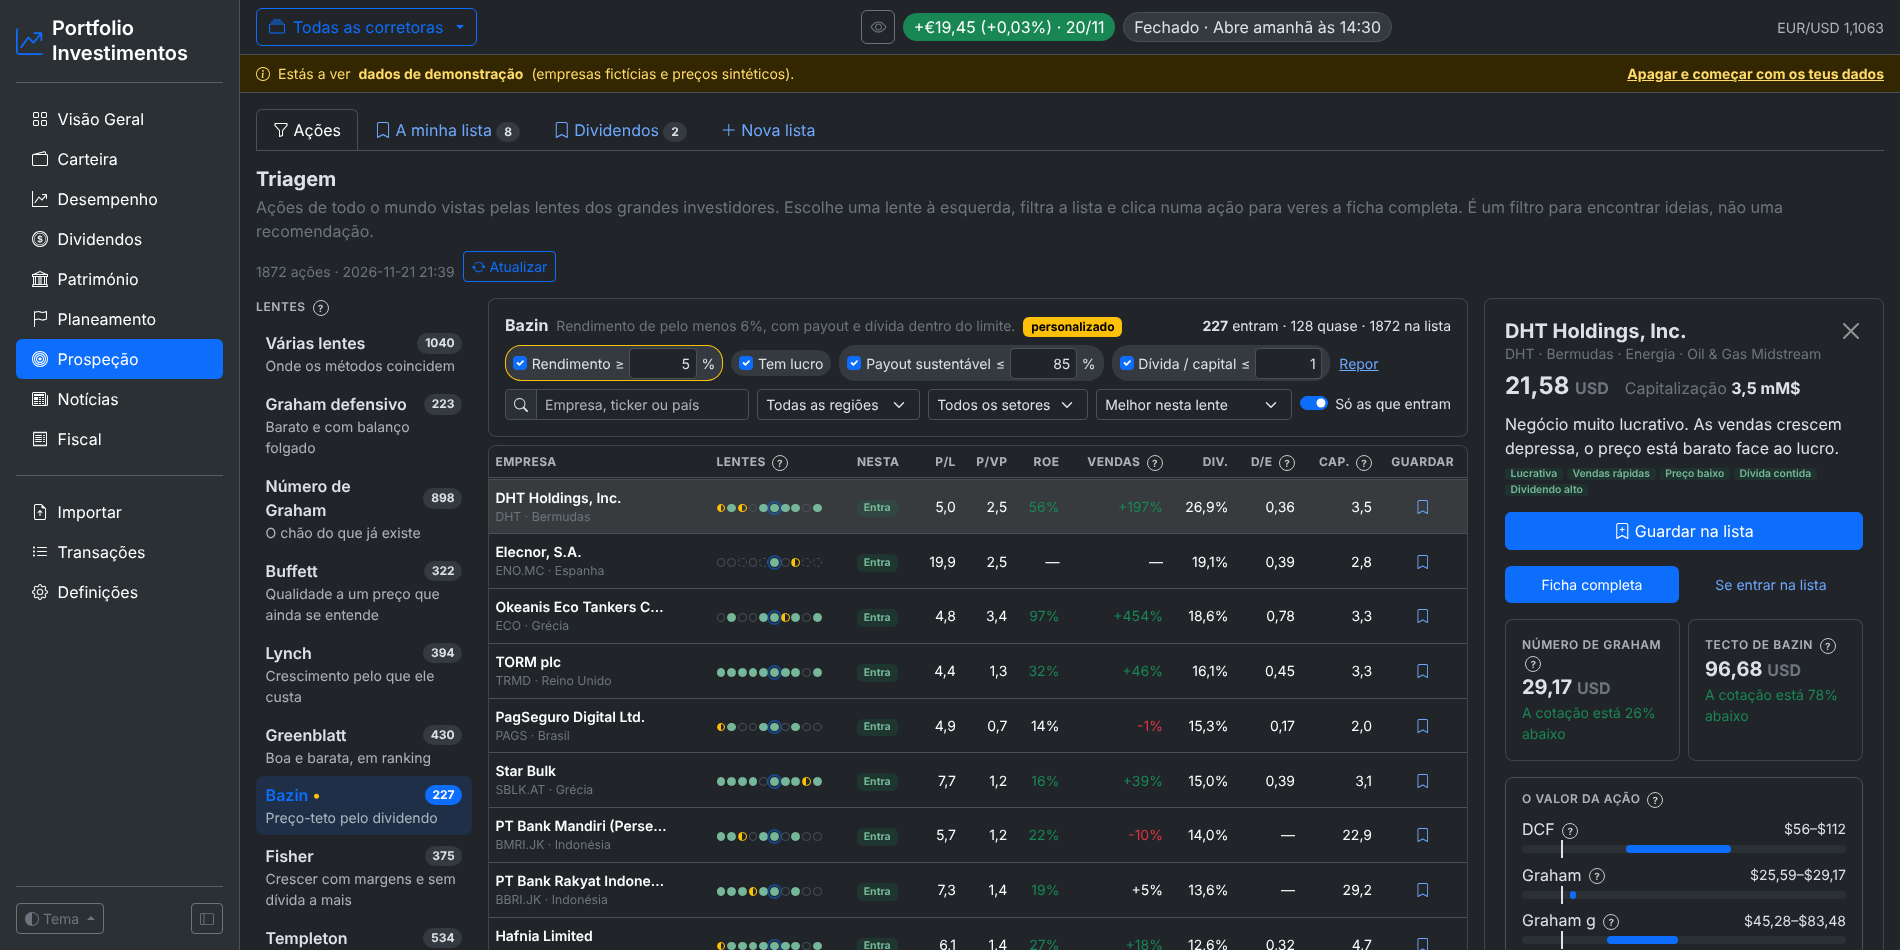 Portfolio
Investimentos
Visão Geral
Carteira
Desempenho
Dividendos
Património
Planeamento
Prospeção
Notícias
Fiscal
Importar
Transações
Definições
Tema
Todas as corretoras
+€19,45 (+0,03%) · 20/11
Fechado · Abre amanhã às 14:30
EUR/USD 1,1063
Estás a ver dados de demonstração (empresas fictícias e preços sintéticos).
Apagar e começar com os teus dados
Ações
A minha lista 8
Dividendos 2
+ Nova lista
Triagem
Ações de todo o mundo vistas pelas lentes dos grandes investidores. Escolhe uma lente à esquerda, filtra a lista e clica numa ação para veres a ficha completa. É um filtro para encontrar ideias, não uma
recomendação.
1872 ações · 2026-11-21 21:39
Atualizar
LENTES ?
Várias lentes 1040
Onde os métodos coincidem
Graham defensivo 223
Barato e com balanço
folgado
Número de
Graham 898
O chão do que já existe
Buffett 322
Qualidade a um preço que
ainda se entende
Lynch 394
Crescimento pelo que ele
custa
Greenblatt 430
Boa e barata, em ranking
Bazin 227
Preço-teto pelo dividendo
Fisher 375
Crescer com margens e sem
dívida a mais
Templeton 534
Bazin Rendimento de pelo menos 6%, com payout e dívida dentro do limite. personalizado
227 entram · 128 quase · 1872 na lista
Rendimento ≥ 5 %
Tem lucro
Payout sustentável ≤ 85 %
Dívida / capital ≤ 1
Repor
Empresa, ticker ou país
Todas as regiões
Todos os setores
Melhor nesta lente
Só as que entram
EMPRESA LENTES ? NESTA P/L P/VP ROE VENDAS ? DIV. D/E ? CAP. ? GUARDAR
DHT Holdings, Inc.
DHT · Bermudas
Entra 5,0 2,5 56% +197% 26,9% 0,36 3,5
Elecnor, S.A.
ENO.MC · Espanha
Entra 19,9 2,5 — — 19,1% 0,39 2,8
Okeanis Eco Tankers C...
ECO · Grécia
Entra 4,8 3,4 97% +454% 18,6% 0,78 3,3
TORM plc
TRMD · Reino Unido
Entra 4,4 1,3 32% +46% 16,1% 0,45 3,3
PagSeguro Digital Ltd.
PAGS · Brasil
Entra 4,9 0,7 14% -1% 15,3% 0,17 2,0
Star Bulk
SBLK.AT · Grécia
Entra 7,7 1,2 16% +39% 15,0% 0,39 3,1
PT Bank Mandiri (Perse...
BMRI.JK · Indonésia
Entra 5,7 1,2 22% -10% 14,0% — 22,9
PT Bank Rakyat Indone...
BBRI.JK · Indonésia
Entra 7,3 1,4 19% +5% 13,6% — 29,2
Hafnia Limited
Entra 6,1 1,4 27% +18% 12,6% 0,32 4,7
DHT Holdings, Inc.
DHT · Bermudas · Energia · Oil & Gas Midstream
21,58 USD Capitalização 3,5 mM$
Negócio muito lucrativo. As vendas crescem
depressa, o preço está barato face ao lucro.
Lucrativa Vendas rápidas Preço baixo Dívida contida
Dividendo alto
Guardar na lista
Ficha completa
Se entrar na lista
NÚMERO DE GRAHAM
?
29,17 USD
A cotação está 26%
abaixo
TECTO DE BAZIN ?
96,68 USD
A cotação está 78%
abaixo
O VALOR DA AÇÃO ?
DCF ? $56–$112
Graham ? $25,59–$29,17
Graham g ? $45,28–$83,48